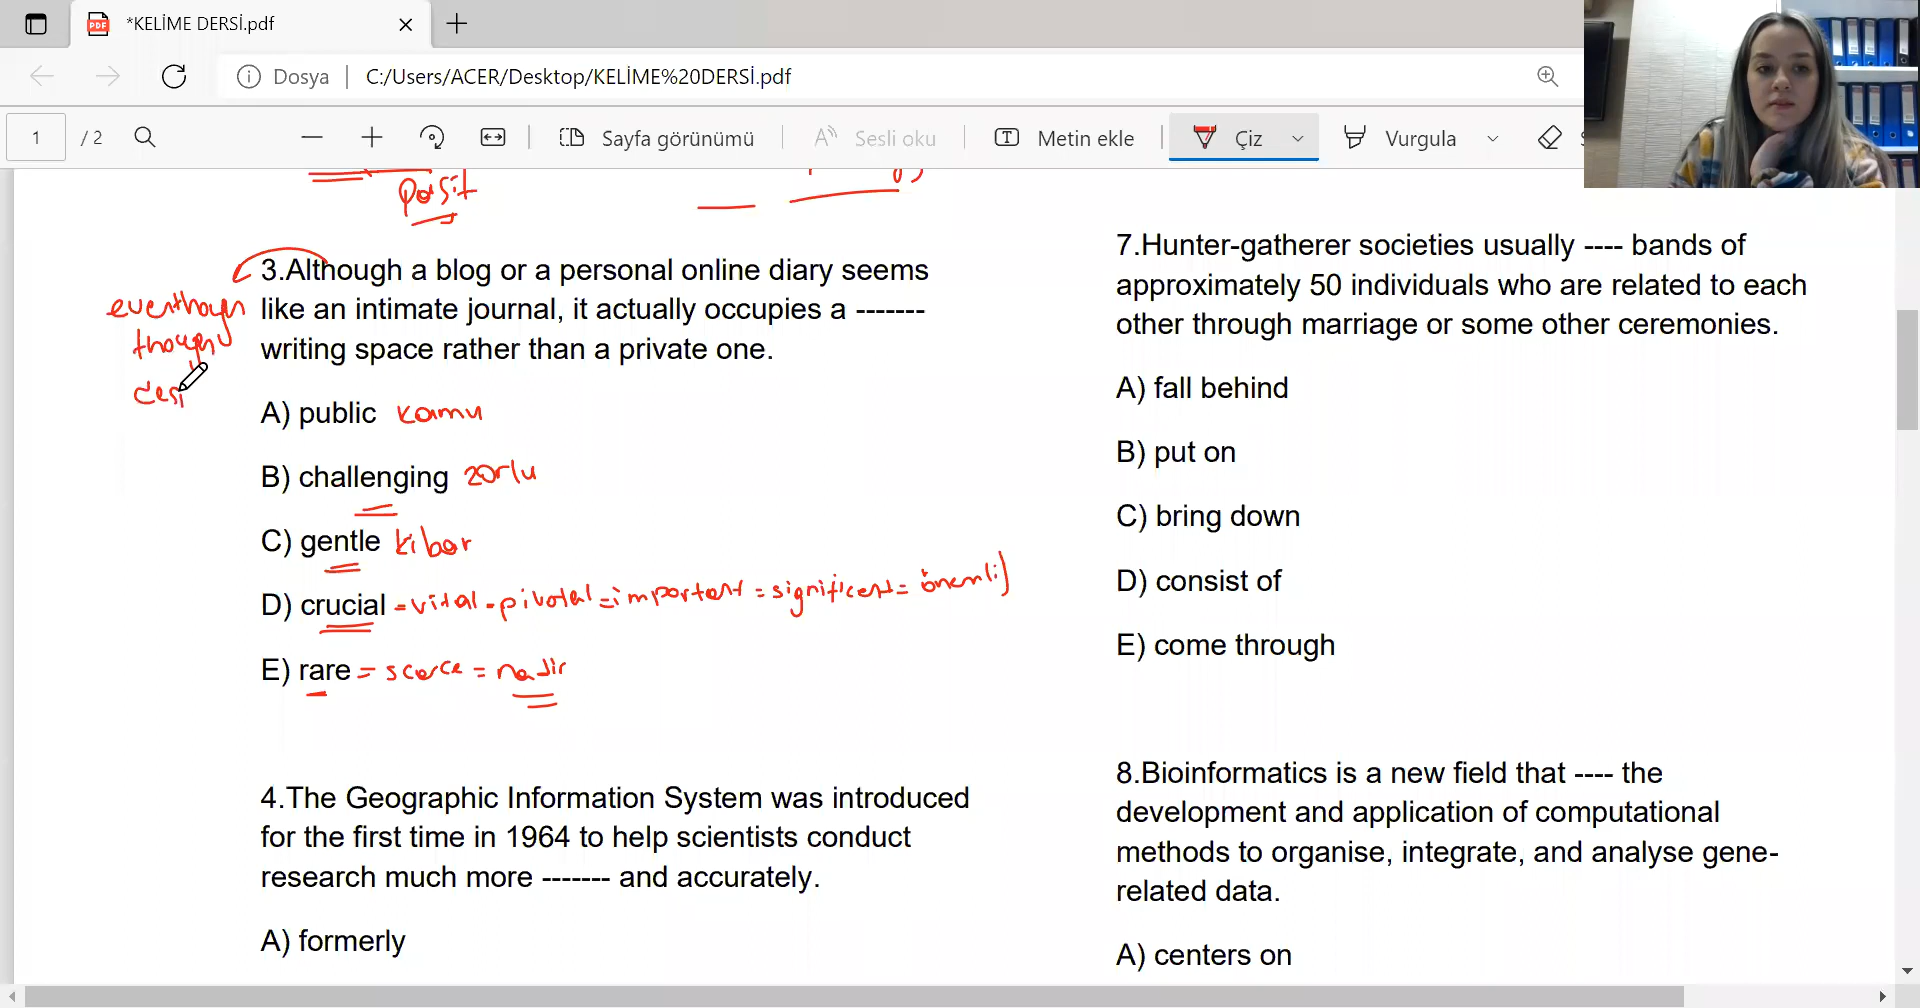 *KELİME DERSİ.pdf
Dosya | C:/Users/ACER/Desktop/KELİME%20DERSİ.pdf
1 / 2 Sayfa görünümü Sesli oku Metin ekle Çiz Vurgula
posit
3.Although a blog or a personal online diary seems
like an intimate journal, it actually occupies a -------
writing space rather than a private one.
eventhough
though
desi
A) public kamu
B) challenging zorlu
C) gentle kibar
D) crucial = vital = pivotal = important = significant = önemli
E) rare = scarce = nadir
4.The Geographic Information System was introduced
for the first time in 1964 to help scientists conduct
research much more ------- and accurately.
A) formerly
7.Hunter-gatherer societies usually ---- bands of
approximately 50 individuals who are related to each
other through marriage or some other ceremonies.
A) fall behind
B) put on
C) bring down
D) consist of
E) come through
8.Bioinformatics is a new field that ---- the
development and application of computational
methods to organise, integrate, and analyse gene-
related data.
A) centers on